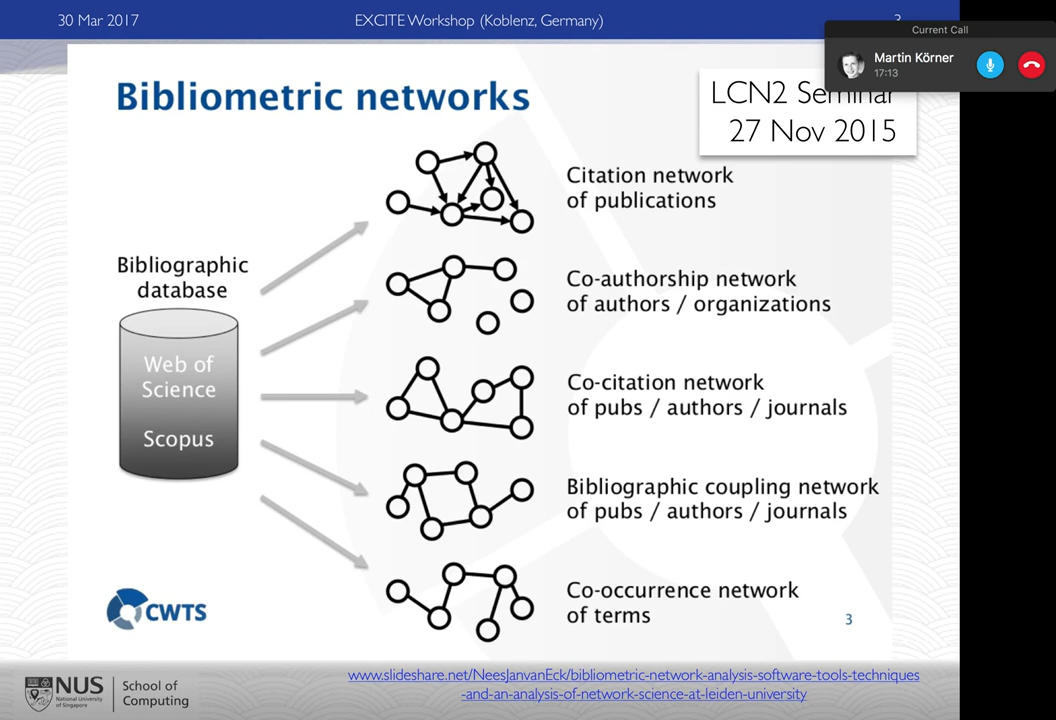 30 Mar 2017
EXCITE Workshop (Koblenz, Germany)
Current Call
Martin Körner
17:13
Bibliometric networks
LCN2 Seminar
27 Nov 2015
Citation network
of publications
Bibliographic
database
Co-authorship network
of authors / organizations
Web of
Science
Scopus
Co-citation network
of pubs / authors / journals
Bibliographic coupling network
of pubs / authors / journals
Co-occurrence network
of terms
CWTS
3
NUS
National University
of Singapore
School of
Computing
www.slideshare.net/NeesJanvanEck/bibliometric-network-analysis-software-tools-techniques
-and-an-analysis-of-network-science-at-leiden-university